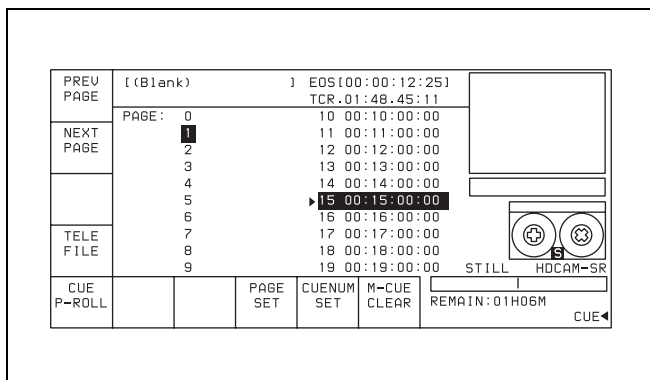 PREV
PAGE
[(Blank) ] EOS[00:00:12:25]
TCR.01:48.45:11
NEXT
PAGE
TELE
FILE
PAGE: 0
1
2
3
4
5
6
7
8
9
10 00:10:00:00
11 00:11:00:00
12 00:12:00:00
13 00:13:00:00
14 00:14:00:00
▶15 00:15:00:00
16 00:16:00:00
17 00:17:00:00
18 00:18:00:00
19 00:19:00:00
S
STILL HDCAM-SR
CUE
P-ROLL
PAGE
SET
CUENUM
SET
M-CUE
CLEAR
REMAIN:01H06M
CUE◀